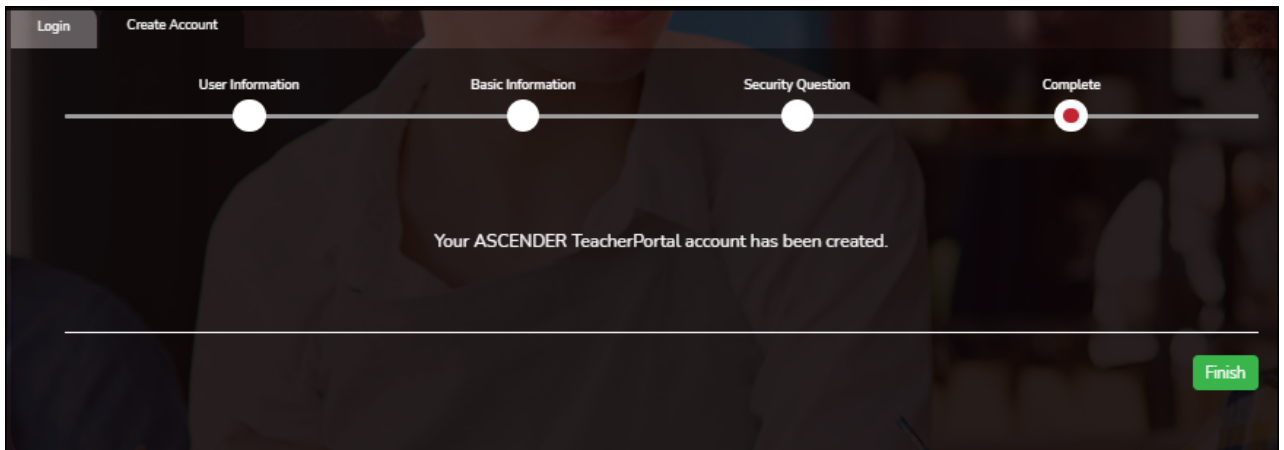 Login
Create Account
User Information
Basic Information
Security Question
Complete
Your ASCENDER TeacherPortal account has been created.
Finish